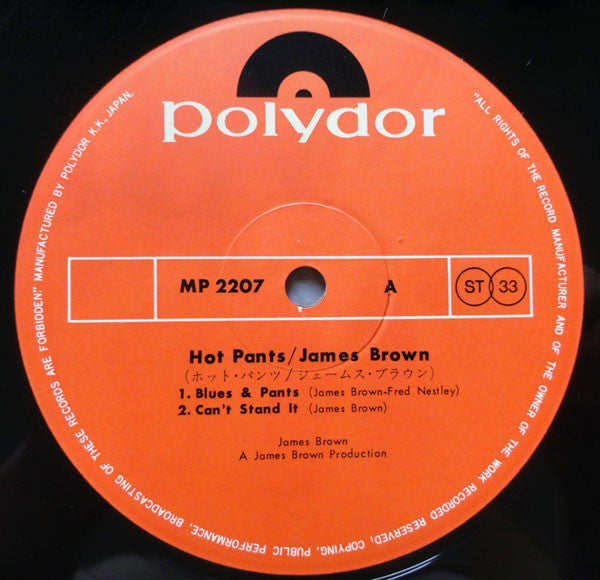 polydor
MP 2207 A ST 33
Hot Pants/James Brown
(ホット・パンツ/ジェームス・ブラウン)
1. Blues & Pants (James Brown-Fred Nestley)
2. Can't Stand It (James Brown)
James Brown
A James Brown Production
"ALL RIGHTS OF THE RECORD MANUFACTURER AND OF THE OWNER OF THE WORK RECORDED RESERVED; COPYING, PUBLIC PERFORMANCE, BROADCASTING OF THESE RECORDS ARE FORBIDDEN." MANUFACTURED BY POLYDOR K.K., JAPAN.